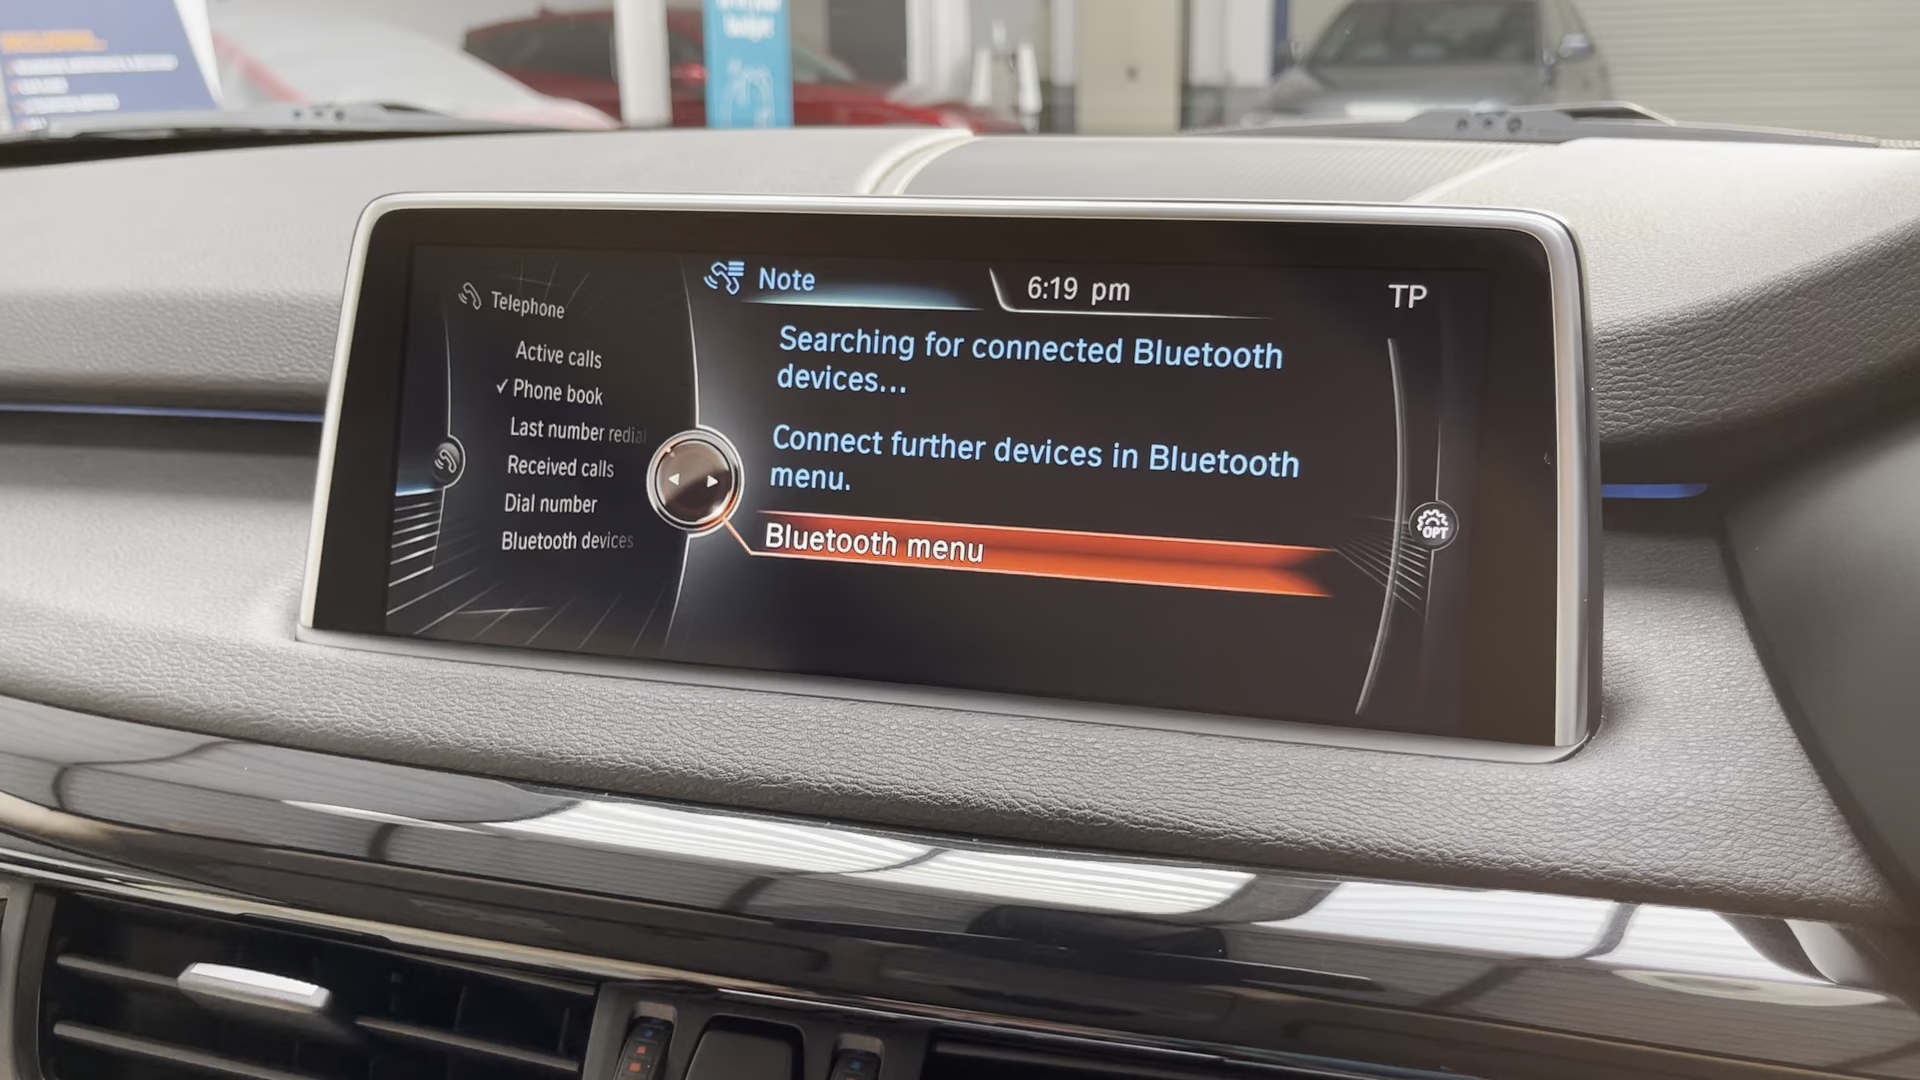 Telephone
Active calls
✓ Phone book
Last number redial
Received calls
Dial number
Bluetooth devices
Note
6:19 pm
TP
Searching for connected Bluetooth
devices...
Connect further devices in Bluetooth
menu.
Bluetooth menu
OPT